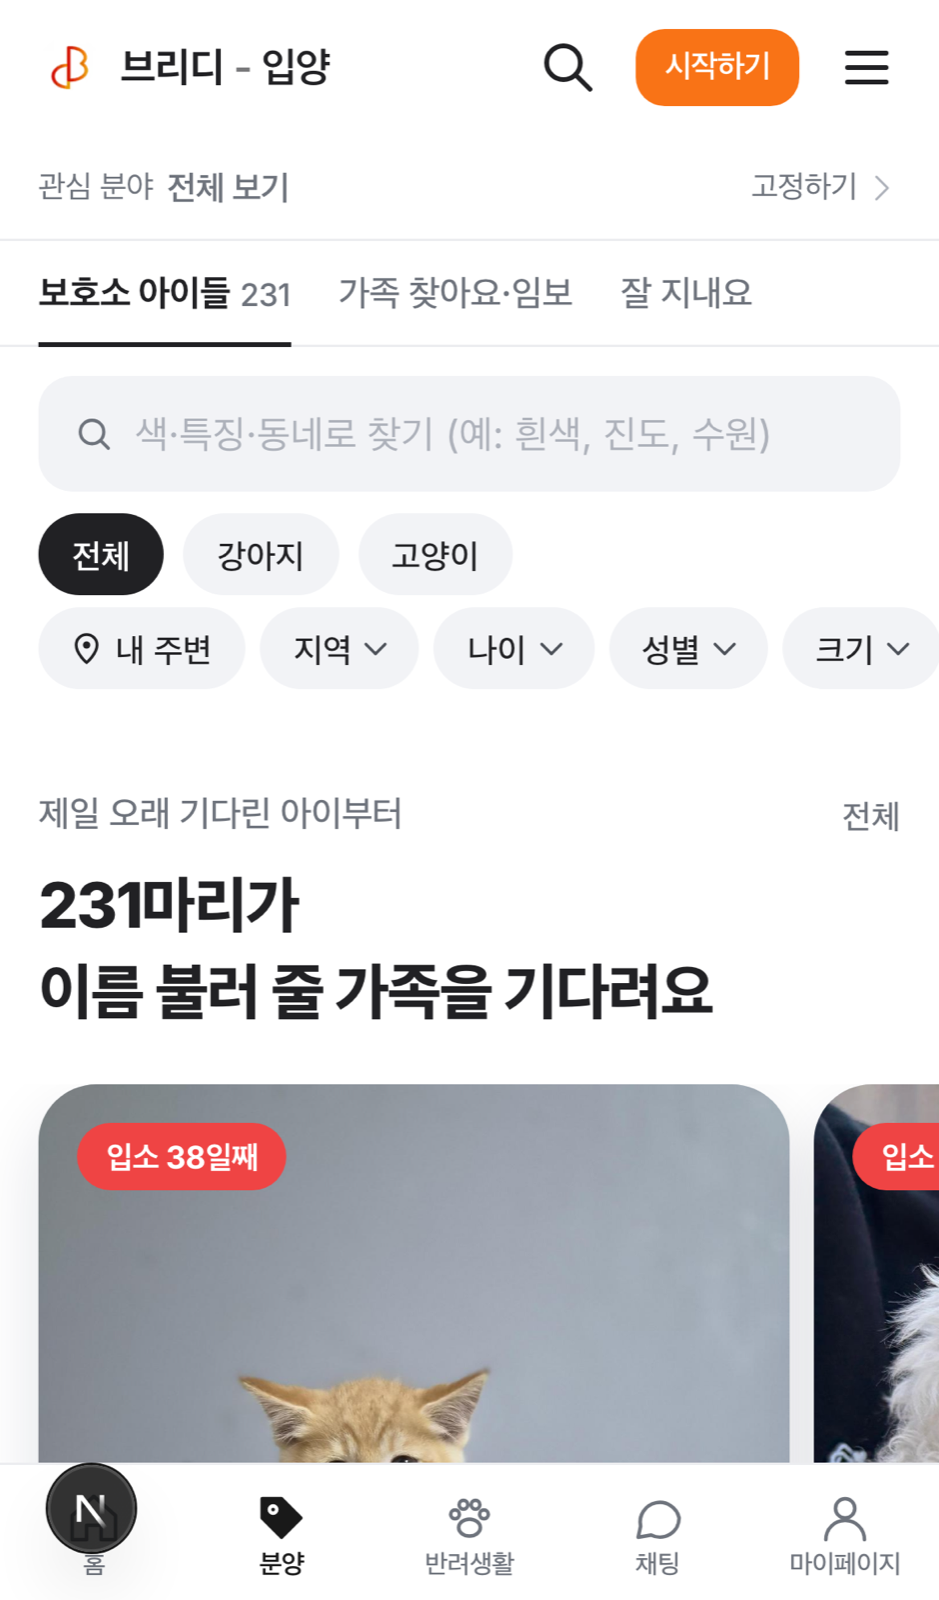 브리디 - 입양
시작하기
관심 분야 전체 보기
고정하기
보호소 아이들 231
가족 찾아요·임보
잘 지내요
색·특징·동네로 찾기 (예: 흰색, 진도, 수원)
전체
강아지
고양이
내 주변
지역
나이
성별
크기
제일 오래 기다린 아이부터
전체
231마리가
이름 불러 줄 가족을 기다려요
입소 38일째
입소
N
홈
분양
반려생활
채팅
마이페이지